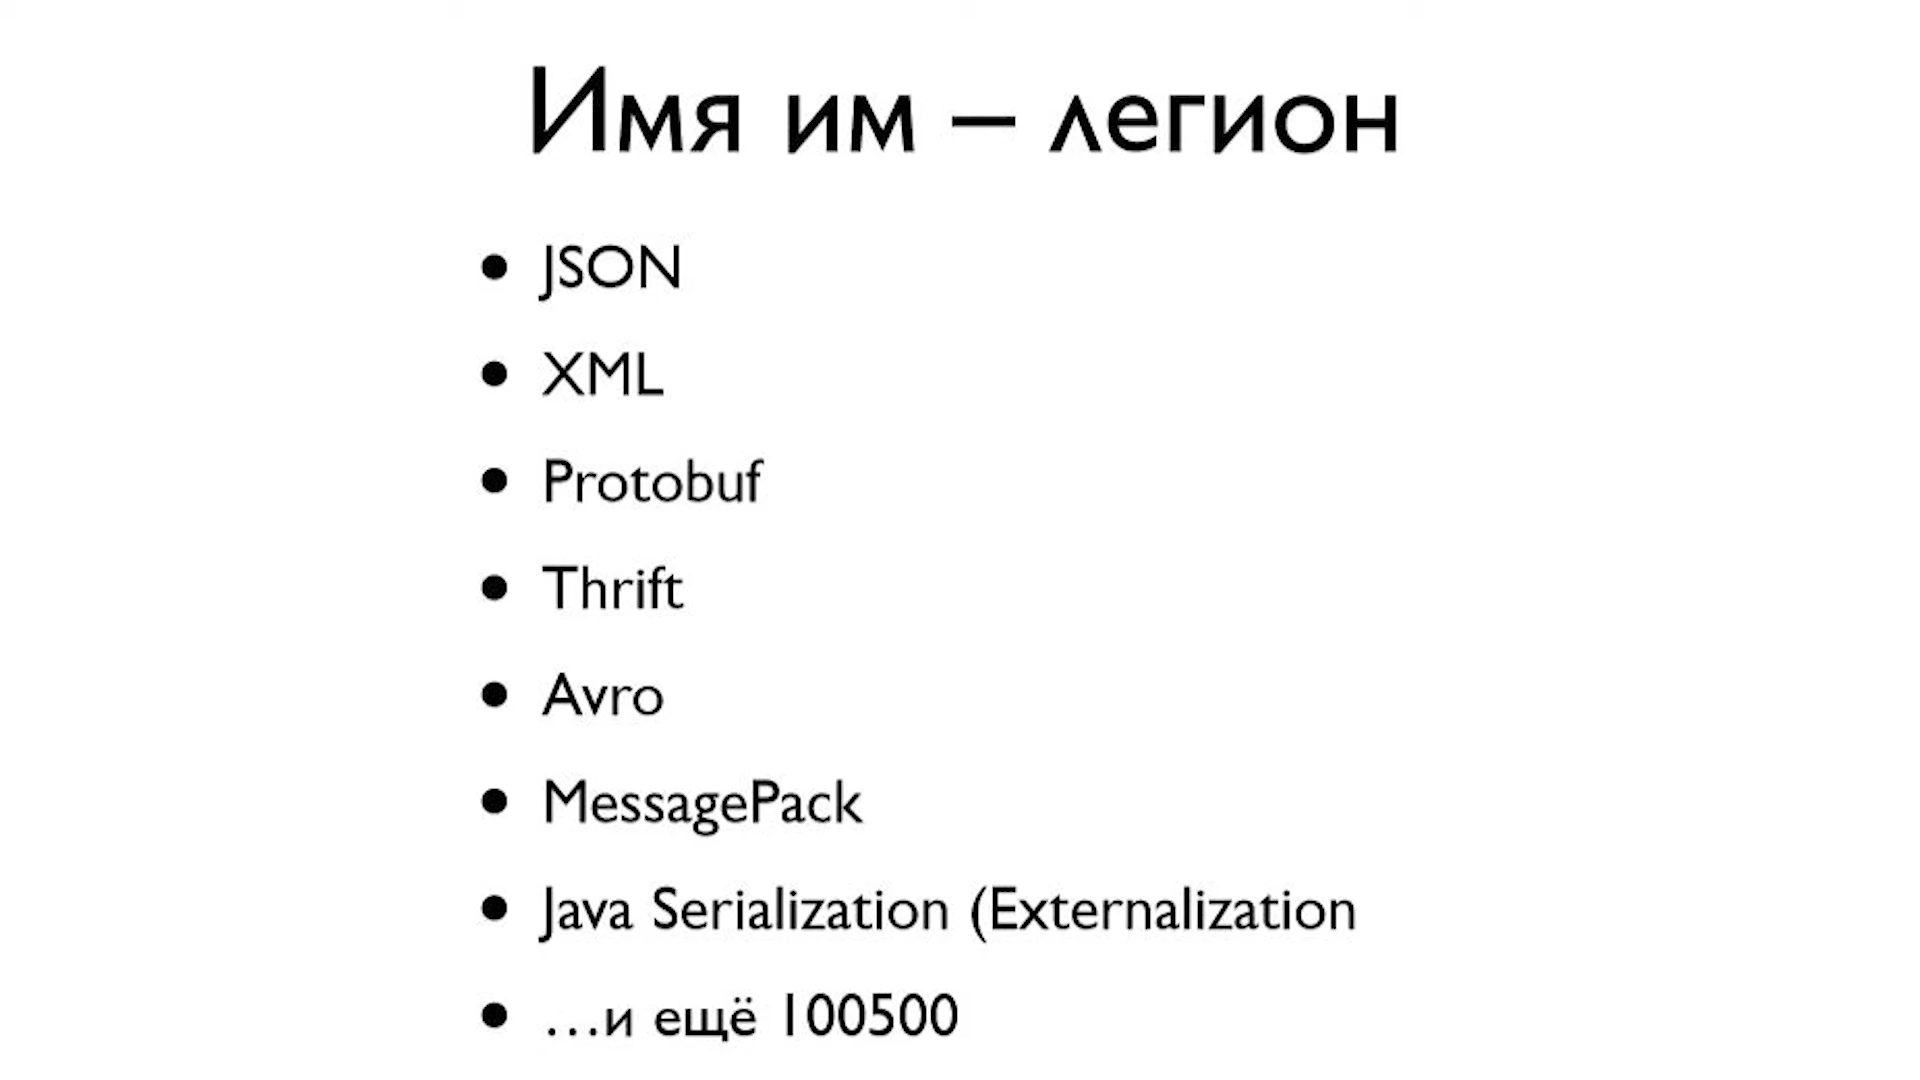 Имя им – легион
• JSON
• XML
• Protobuf
• Thrift
• Avro
• MessagePack
• Java Serialization (Externalization
• …и ещё 100500